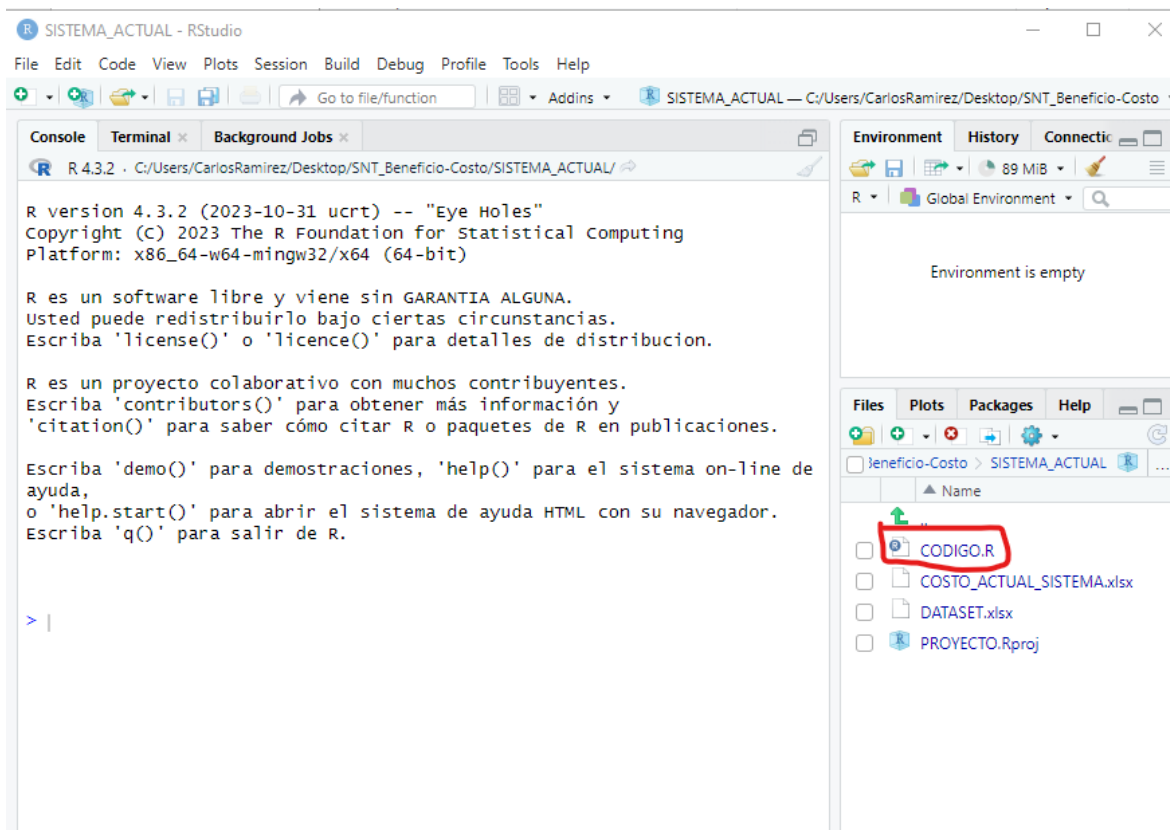 SISTEMA_ACTUAL - RStudio
File Edit Code View Plots Session Build Debug Profile Tools Help
Go to file/function Addins SISTEMA_ACTUAL — C:/Users/CarlosRamirez/Desktop/SNT_Beneficio-Costo
Console Terminal Background Jobs
R 4.3.2 · C:/Users/CarlosRamirez/Desktop/SNT_Beneficio-Costo/SISTEMA_ACTUAL/
R version 4.3.2 (2023-10-31 ucrt) -- "Eye Holes"
Copyright (C) 2023 The R Foundation for Statistical Computing
Platform: x86_64-w64-mingw32/x64 (64-bit)
R es un software libre y viene sin GARANTIA ALGUNA.
Usted puede redistribuirlo bajo ciertas circunstancias.
Escriba 'license()' o 'licence()' para detalles de distribucion.
R es un proyecto colaborativo con muchos contribuyentes.
Escriba 'contributors()' para obtener más información y
'citation()' para saber cómo citar R o paquetes de R en publicaciones.
Escriba 'demo()' para demostraciones, 'help()' para el sistema on-line de
ayuda,
o 'help.start()' para abrir el sistema de ayuda HTML con su navegador.
Escriba 'q()' para salir de R.
>
Environment History Connectic
89 MiB
R Global Environment
Environment is empty
Files Plots Packages Help
Beneficio-Costo > SISTEMA_ACTUAL ...
Name
..
CODIGO.R
COSTO_ACTUAL_SISTEMA.xlsx
DATASET.xlsx
PROYECTO.Rproj